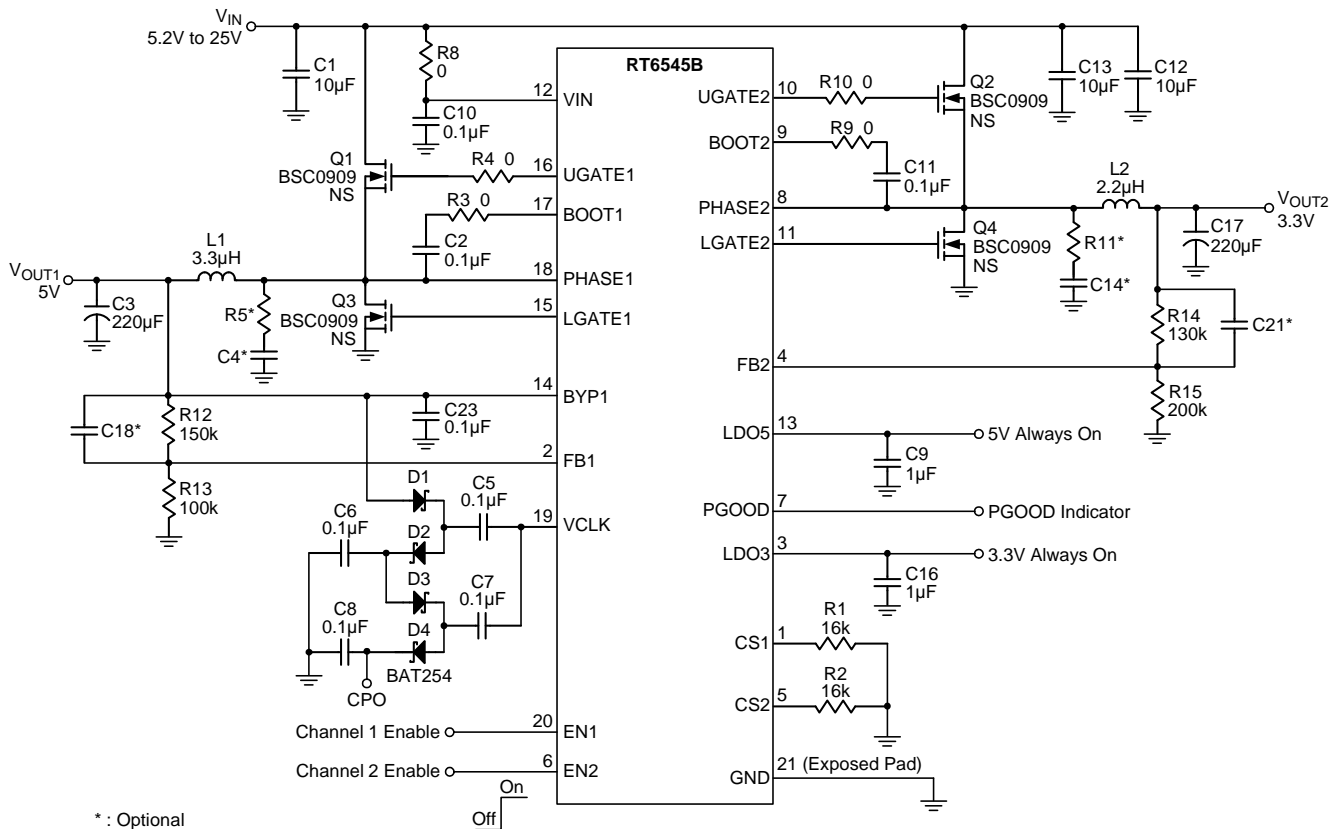 VIN
5.2V to 25V
C1
10µF
R8
0
C10
0.1µF
12
VIN
RT6545B
UGATE2
10
R10 0
Q2
BSC0909
NS
C13
10µF
C12
10µF
BOOT2
9
R9 0
C11
0.1µF
Q1
BSC0909
NS
R4 0
16
UGATE1
R3 0
17
BOOT1
C2
0.1µF
PHASE2
8
L2
2.2µH
VOUT2
3.3V
C17
220µF
LGATE2
11
Q4
BSC0909
NS
R11*
C14*
VOUT1
5V
L1
3.3µH
18
PHASE1
C3
220µF
R5*
C4*
Q3
BSC0909
NS
15
LGATE1
R14
130k
C21*
FB2
4
R15
200k
14
BYP1
C23
0.1µF
C18*
R12
150k
2
FB1
R13
100k
LDO5
13
5V Always On
C9
1µF
D1
C5
0.1µF
19
VCLK
C6
0.1µF
D2
PGOOD
7
PGOOD Indicator
LDO3
3
3.3V Always On
C16
1µF
D3
C7
0.1µF
C8
0.1µF
D4
BAT254
CPO
CS1
1
R1
16k
CS2
5
R2
16k
Channel 1 Enable
20
EN1
Channel 2 Enable
6
EN2
GND
21 (Exposed Pad)
On
Off
* : Optional